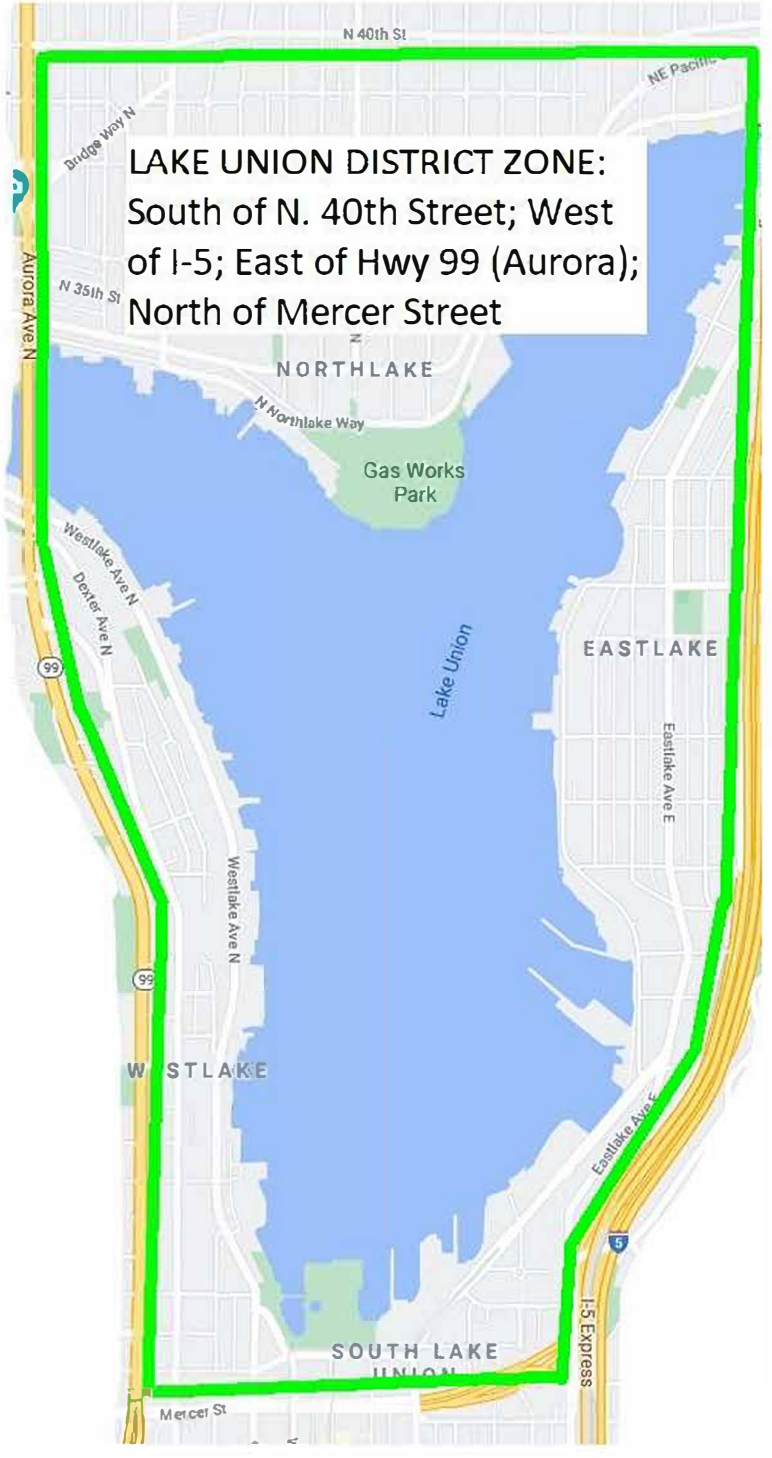 N 40th St
NE Pacific
Bridge Way N
LAKE UNION DISTRICT ZONE:
South of N. 40th Street; West
of I-5; East of Hwy 99 (Aurora);
North of Mercer Street
Aurora Ave N
N 35th St
N
NORTHLAKE
N Northlake Way
Gas Works
Park
Westlake Ave N
Dexter Ave N
99
Lake Union
EASTLAKE
Eastlake Ave E
Westlake Ave N
99
W STLAKE
Eastlake Ave E
5
I-5 Express
SOUTH LAKE
UNION
Mercer St